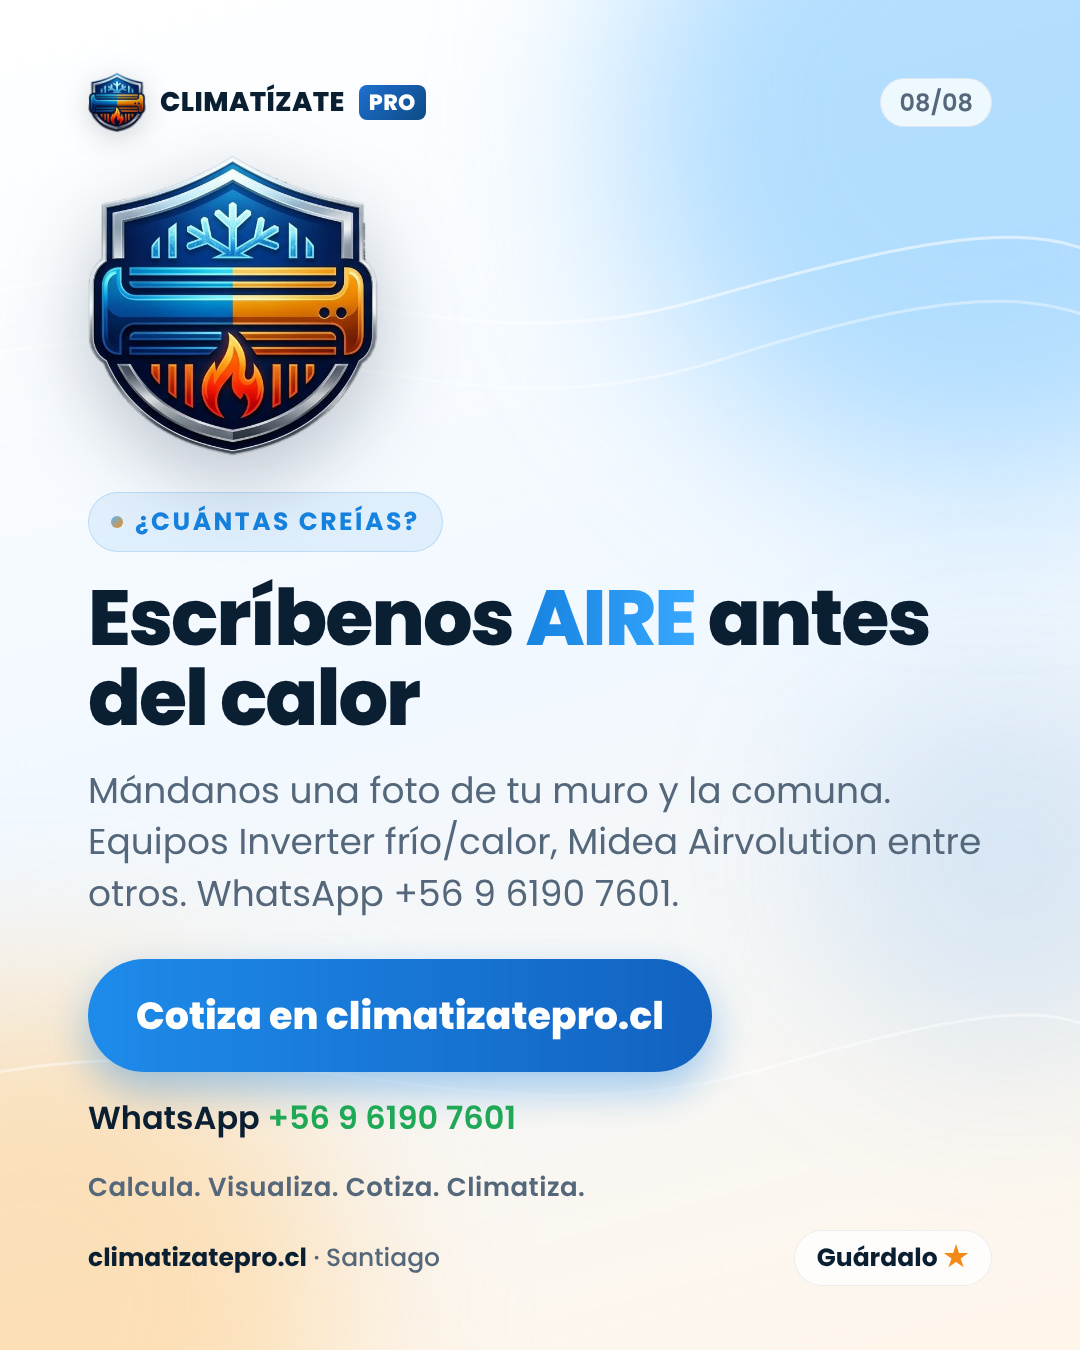 CLIMATÍZATE PRO
08/08
¿CUÁNTAS CREÍAS?
Escríbenos AIRE antes
del calor
Mándanos una foto de tu muro y la comuna.
Equipos Inverter frío/calor, Midea Airvolution entre
otros. WhatsApp +56 9 6190 7601.
Cotiza en climatizatepro.cl
WhatsApp +56 9 6190 7601
Calcula. Visualiza. Cotiza. Climatiza.
climatizatepro.cl · Santiago
Guárdalo ★